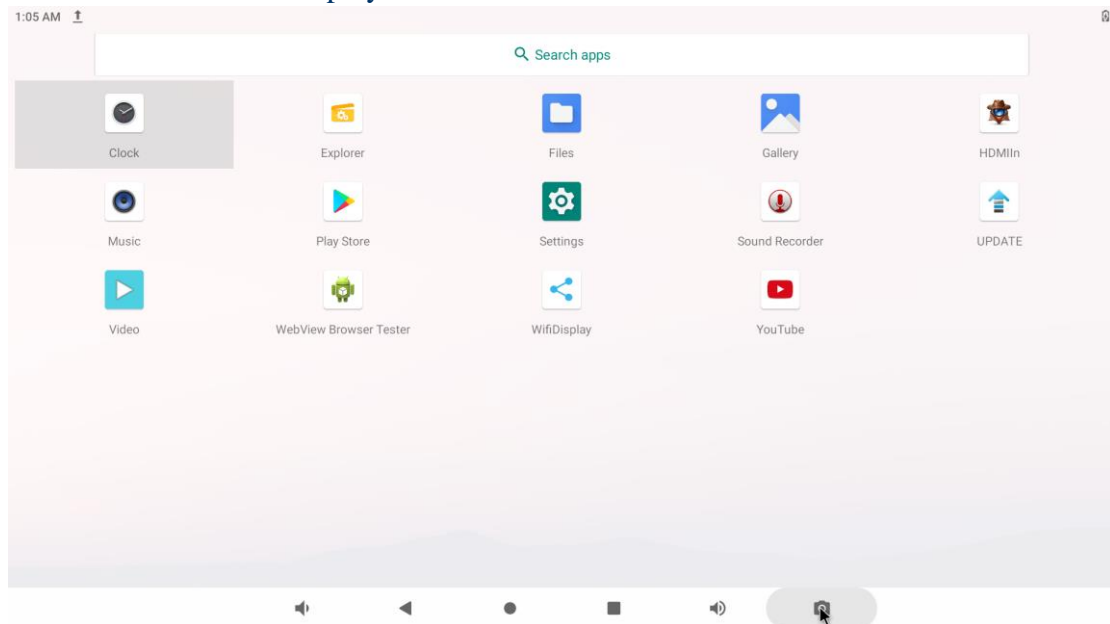 1:05 AM
Search apps
Clock Explorer Files Gallery HDMIIn
Music Play Store Settings Sound Recorder UPDATE
Video WebView Browser Tester WifiDisplay YouTube